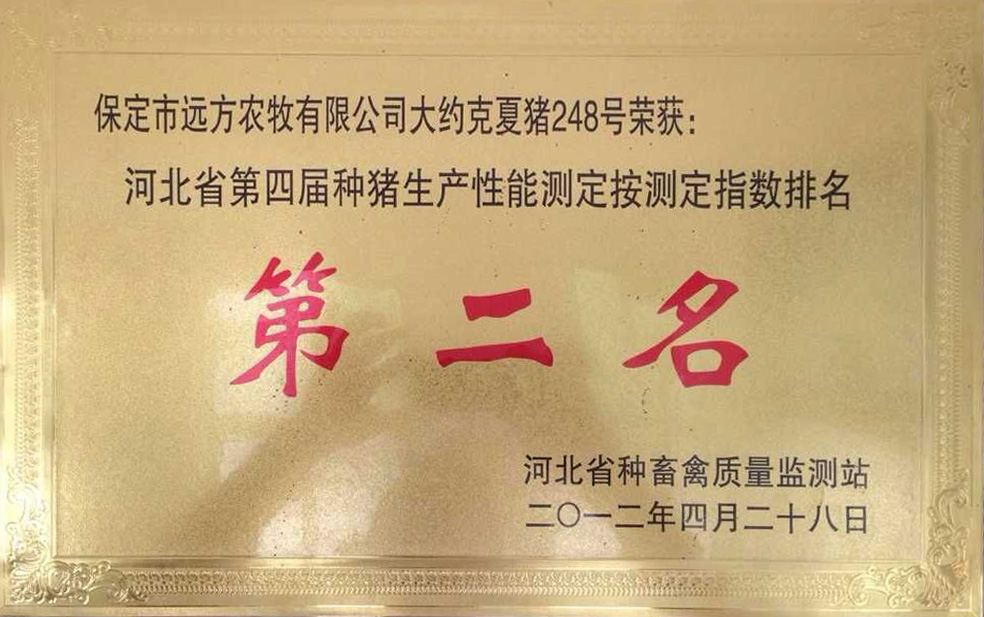 保定市远方农牧有限公司大约克夏猪248号荣获：
河北省第四届种猪生产性能测定按测定指数排名
第二名
河北省种畜禽质量监测站
二〇一二年四月二十八日